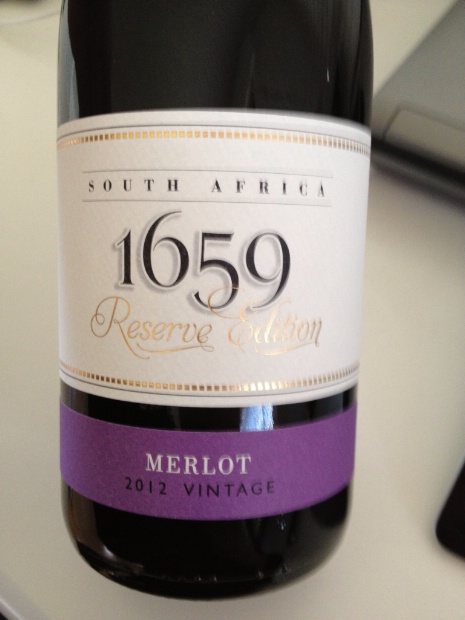 SOUTH AFRICA
1659
Reserve Edition
MERLOT
2012 VINTAGE